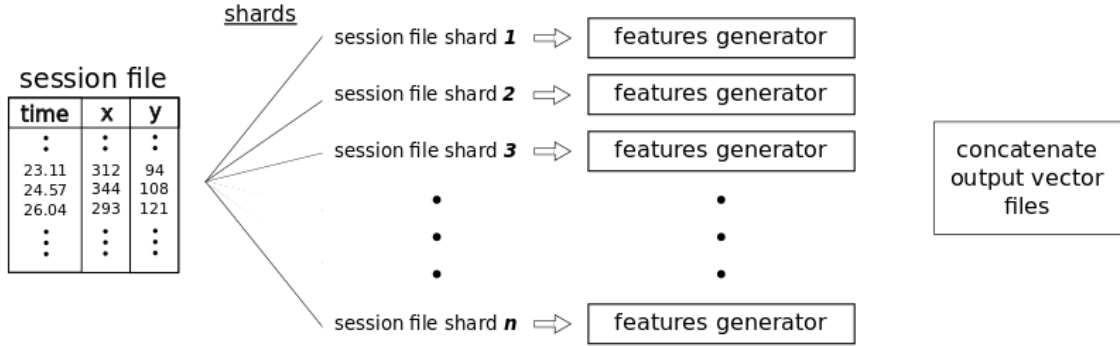 shards
session file
time x y
23.11 312 94
24.57 344 108
26.04 293 121
session file shard 1
features generator
session file shard 2
features generator
session file shard 3
features generator
session file shard n
features generator
concatenate
output vector
files